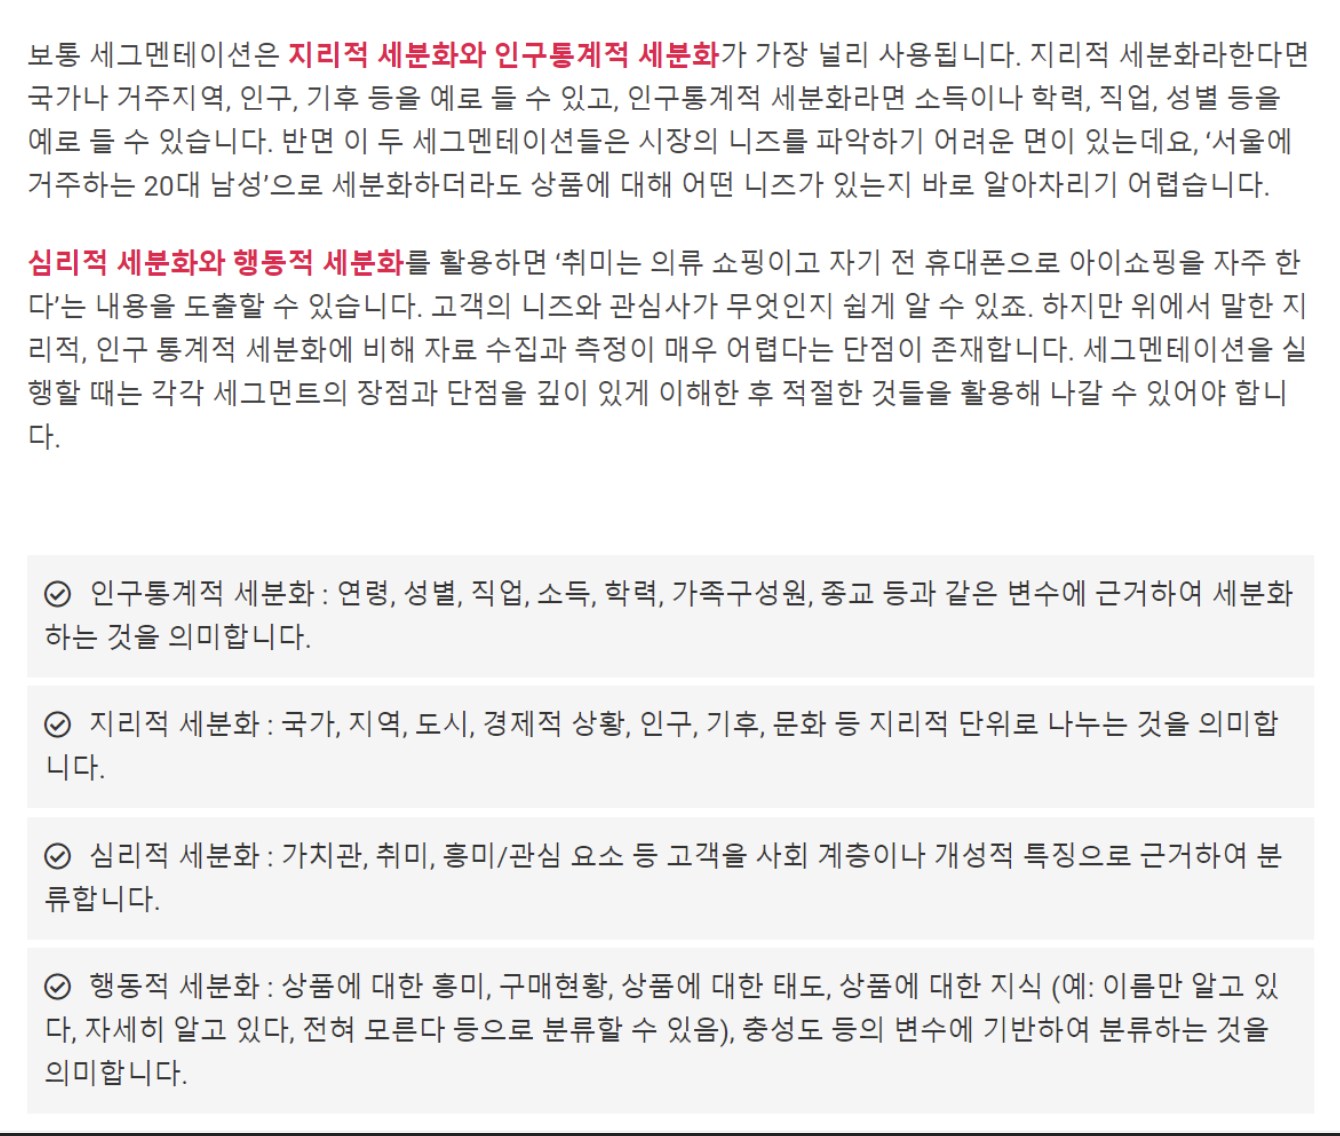 보통 세그멘테이션은 지리적 세분화와 인구통계적 세분화가 가장 널리 사용됩니다. 지리적 세분화라한다면
국가나 거주지역, 인구, 기후 등을 예로 들 수 있고, 인구통계적 세분화라면 소득이나 학력, 직업, 성별 등을
예로 들 수 있습니다. 반면 이 두 세그멘테이션들은 시장의 니즈를 파악하기 어려운 면이 있는데요, ‘서울에
거주하는 20대 남성’으로 세분화하더라도 상품에 대해 어떤 니즈가 있는지 바로 알아차리기 어렵습니다.
심리적 세분화와 행동적 세분화를 활용하면 ‘취미는 의류 쇼핑이고 자기 전 휴대폰으로 아이쇼핑을 자주 한
다’는 내용을 도출할 수 있습니다. 고객의 니즈와 관심사가 무엇인지 쉽게 알 수 있죠. 하지만 위에서 말한 지
리적, 인구 통계적 세분화에 비해 자료 수집과 측정이 매우 어렵다는 단점이 존재합니다. 세그멘테이션을 실
행할 때는 각각 세그먼트의 장점과 단점을 깊이 있게 이해한 후 적절한 것들을 활용해 나갈 수 있어야 합니
다.
인구통계적 세분화 : 연령, 성별, 직업, 소득, 학력, 가족구성원, 종교 등과 같은 변수에 근거하여 세분화
하는 것을 의미합니다.
지리적 세분화 : 국가, 지역, 도시, 경제적 상황, 인구, 기후, 문화 등 지리적 단위로 나누는 것을 의미합
니다.
심리적 세분화 : 가치관, 취미, 흥미/관심 요소 등 고객을 사회 계층이나 개성적 특징으로 근거하여 분
류합니다.
행동적 세분화 : 상품에 대한 흥미, 구매현황, 상품에 대한 태도, 상품에 대한 지식 (예: 이름만 알고 있
다, 자세히 알고 있다, 전혀 모른다 등으로 분류할 수 있음), 충성도 등의 변수에 기반하여 분류하는 것을
의미합니다.